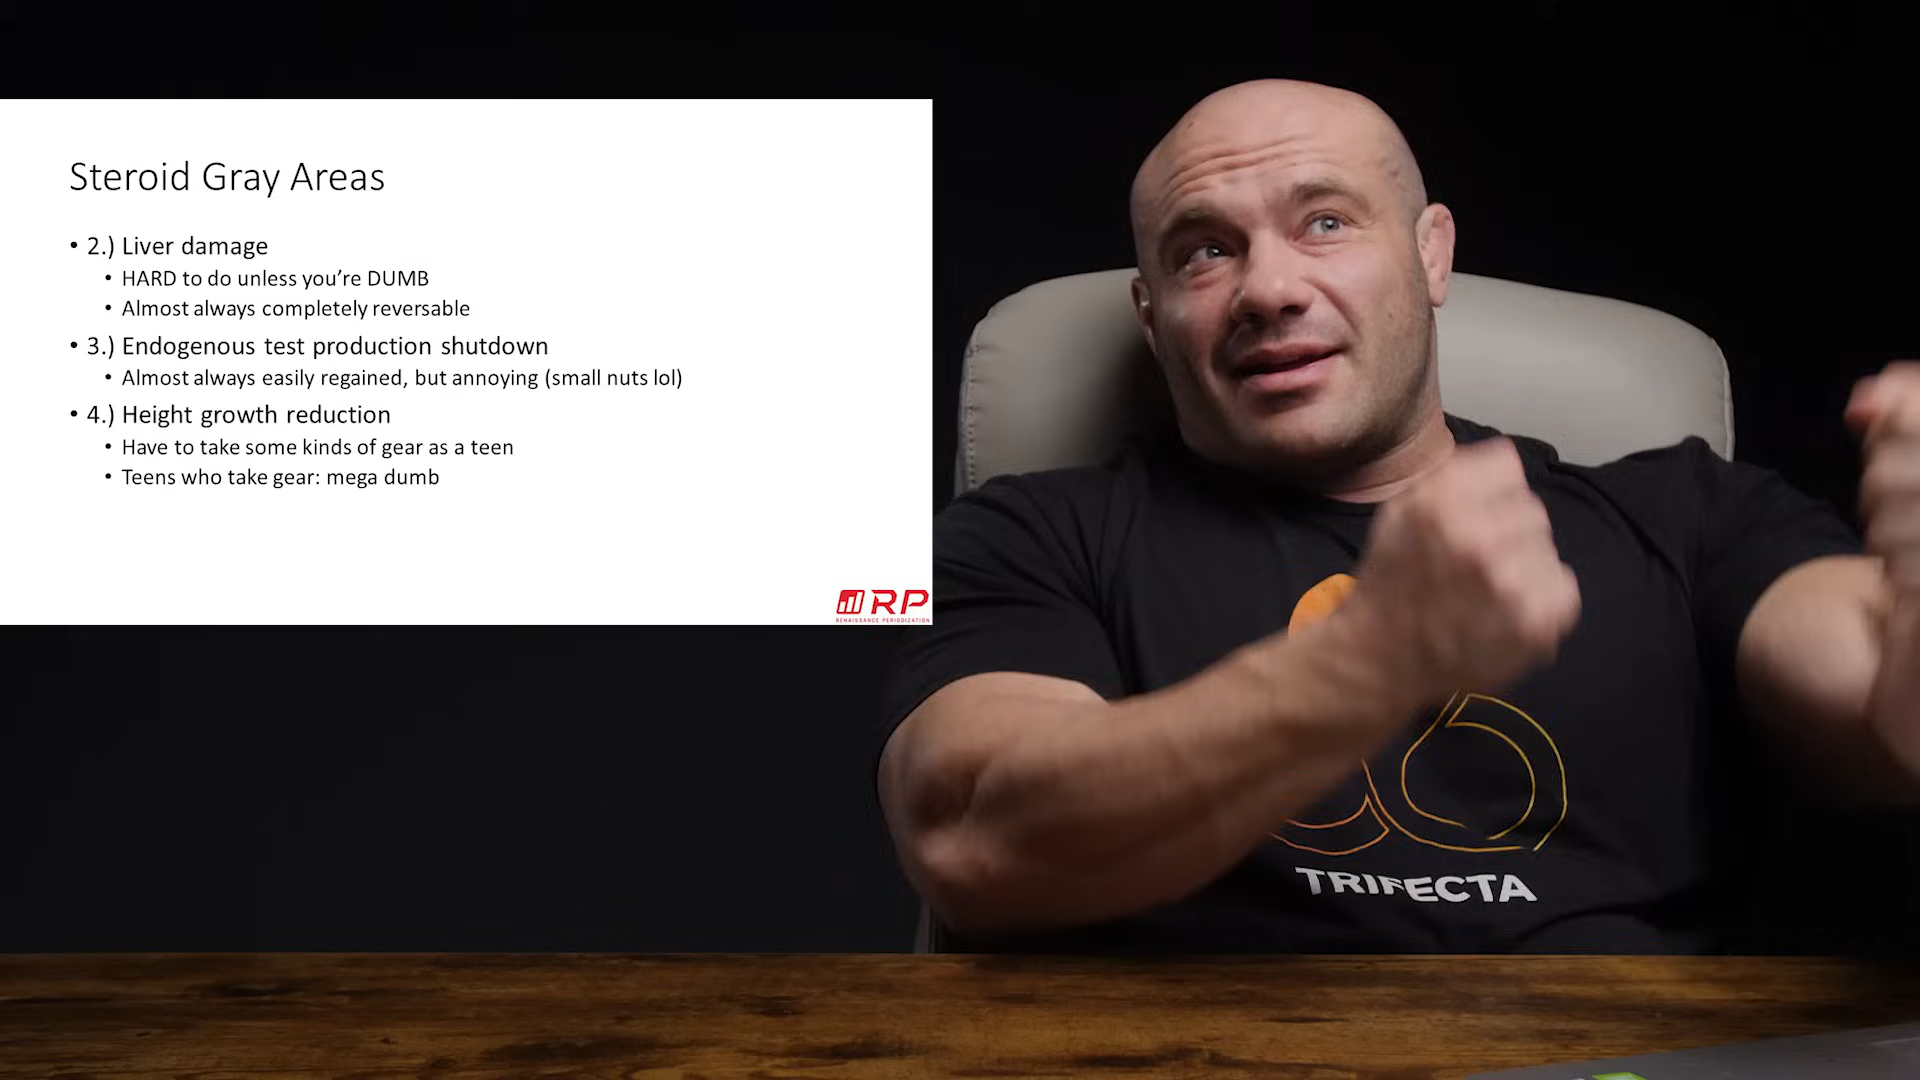 Steroid Gray Areas
• 2.) Liver damage
• HARD to do unless you’re DUMB
• Almost always completely reversable
• 3.) Endogenous test production shutdown
• Almost always easily regained, but annoying (small nuts lol)
• 4.) Height growth reduction
• Have to take some kinds of gear as a teen
• Teens who take gear: mega dumb
RP
RENAISSANCE PERIODIZATION
TRIFECTA